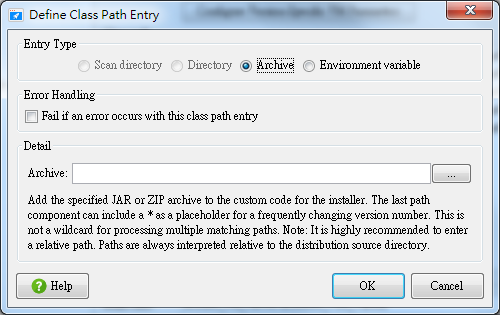 Define Class Path Entry
Entry Type
Scan directory Directory Archive Environment variable
Error Handling
Fail if an error occurs with this class path entry
Detail
Archive: ...
Add the specified JAR or ZIP archive to the custom code for the installer. The last path
component can include a * as a placeholder for a frequently changing version number. This is
not a wildcard for processing multiple matching paths. Note: It is highly recommended to enter
a relative path. Paths are always interpreted relative to the distribution source directory.
Help OK Cancel